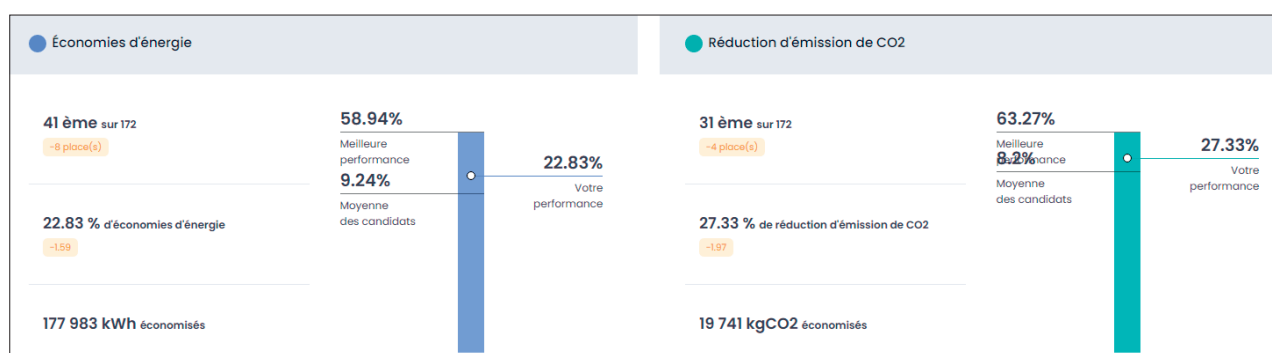 Économies d'énergie
41 ème sur 172
-8 place(s)
22.83 % d'économies d'énergie
-1.59
177 983 kWh économisés
58.94%
Meilleure
performance
9.24%
Moyenne
des candidats
22.83%
Votre
performance
Réduction d'émission de CO2
31 ème sur 172
-4 place(s)
27.33 % de réduction d'émission de CO2
-1.97
19 741 kgCO2 économisés
63.27%
Meilleure
performance
8.2%
Moyenne
des candidats
27.33%
Votre
performance